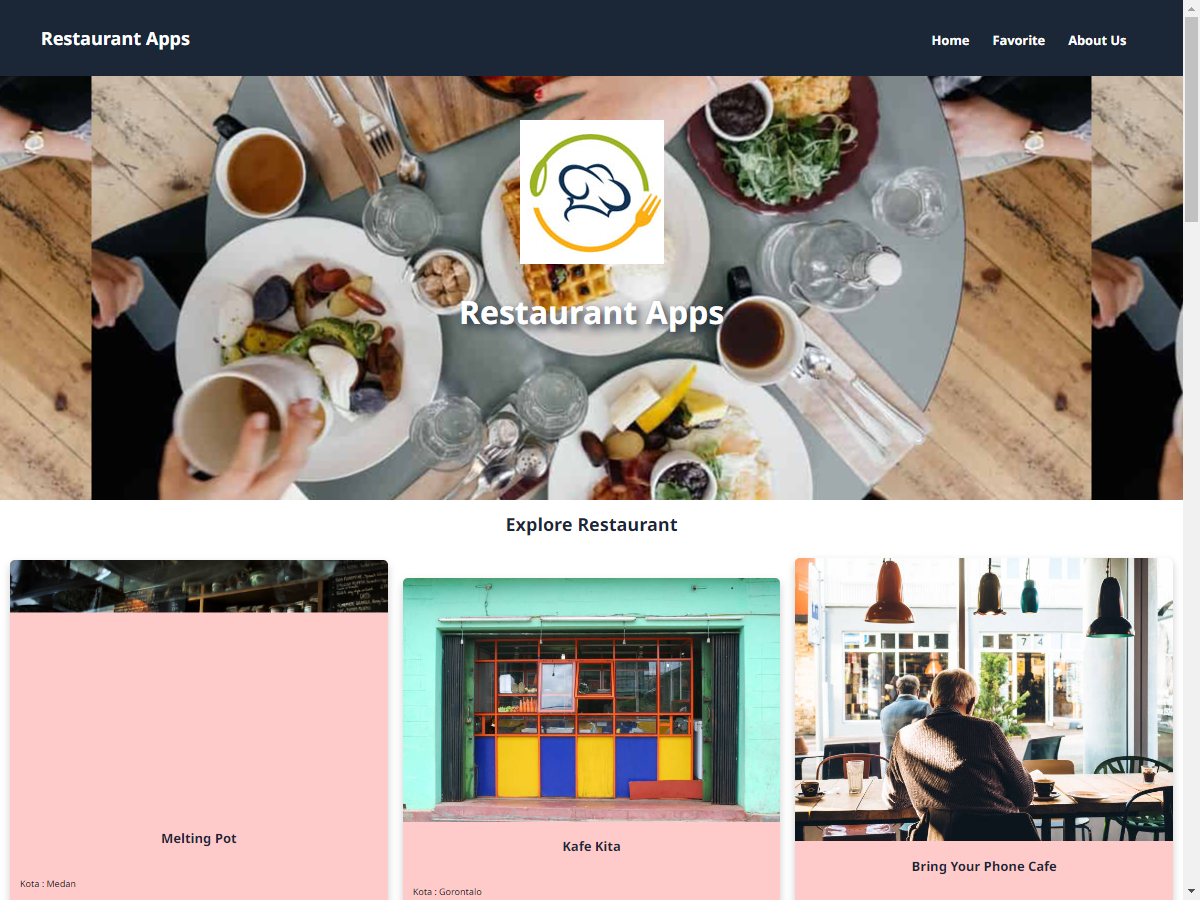 Restaurant Apps
Home Favorite About Us
Restaurant Apps
Explore Restaurant
Melting Pot
Kota : Medan
Kafe Kita
Kota : Gorontalo
Bring Your Phone Cafe